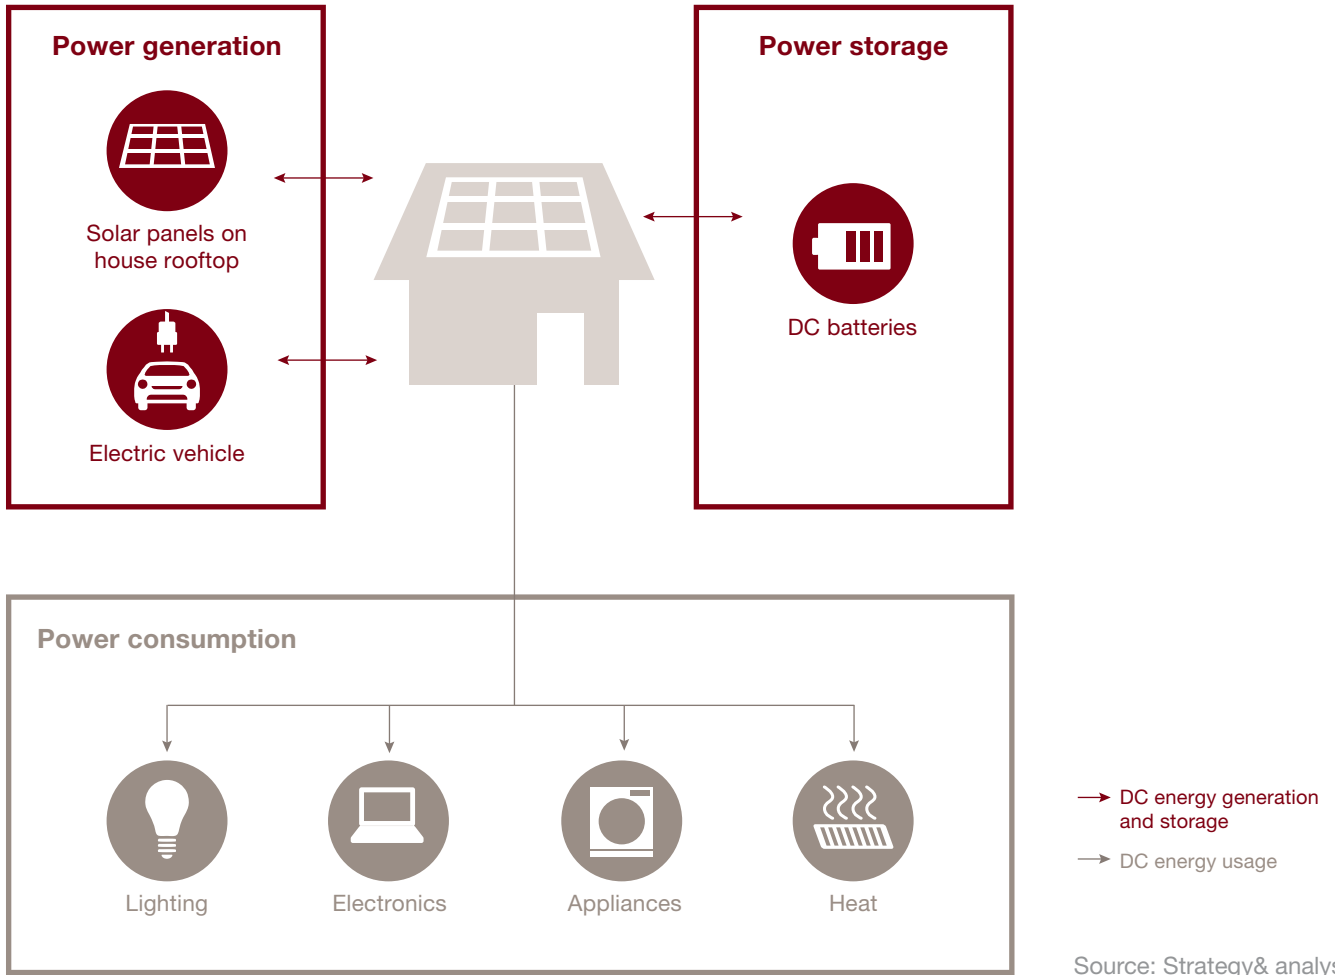 Power generation
Power storage
Solar panels on
house rooftop
DC batteries
Electric vehicle
Power consumption
Lighting
Electronics
Appliances
Heat
DC energy generation
and storage
DC energy usage
Source: Strategy&